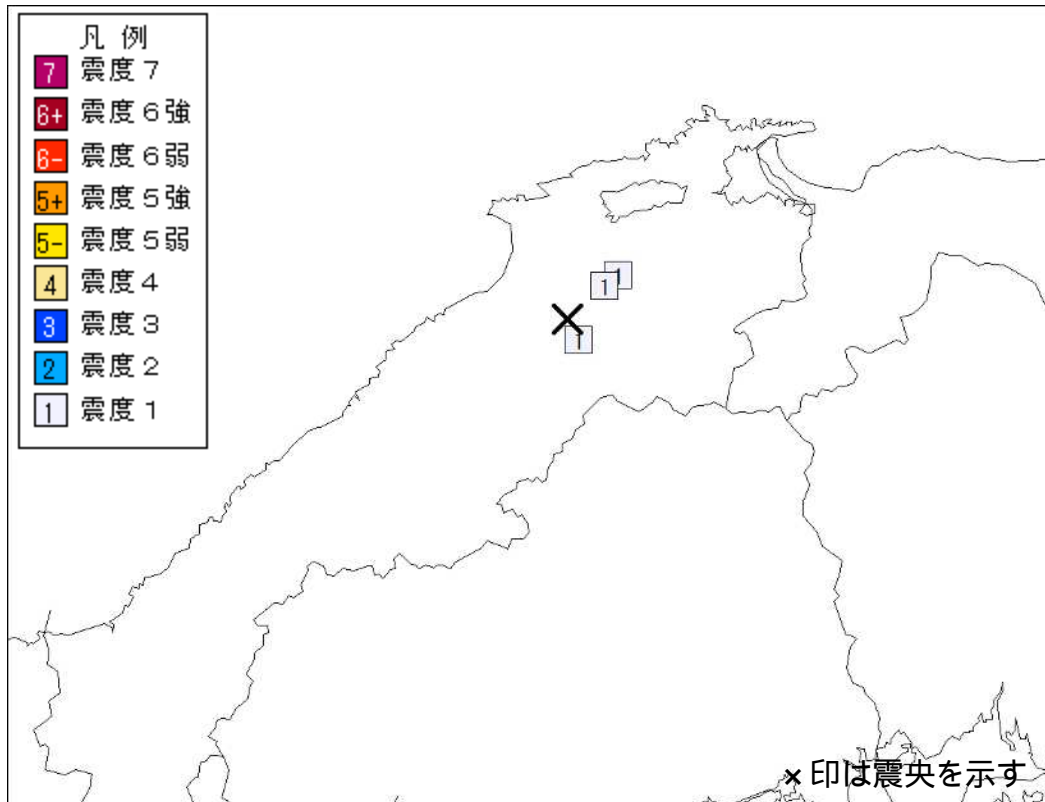 凡 例
7 震度７
6+ 震度６強
6- 震度６弱
5+ 震度５強
5- 震度５弱
4 震度４
3 震度３
2 震度２
1 震度１
1
1
1
× 印は震央を示す